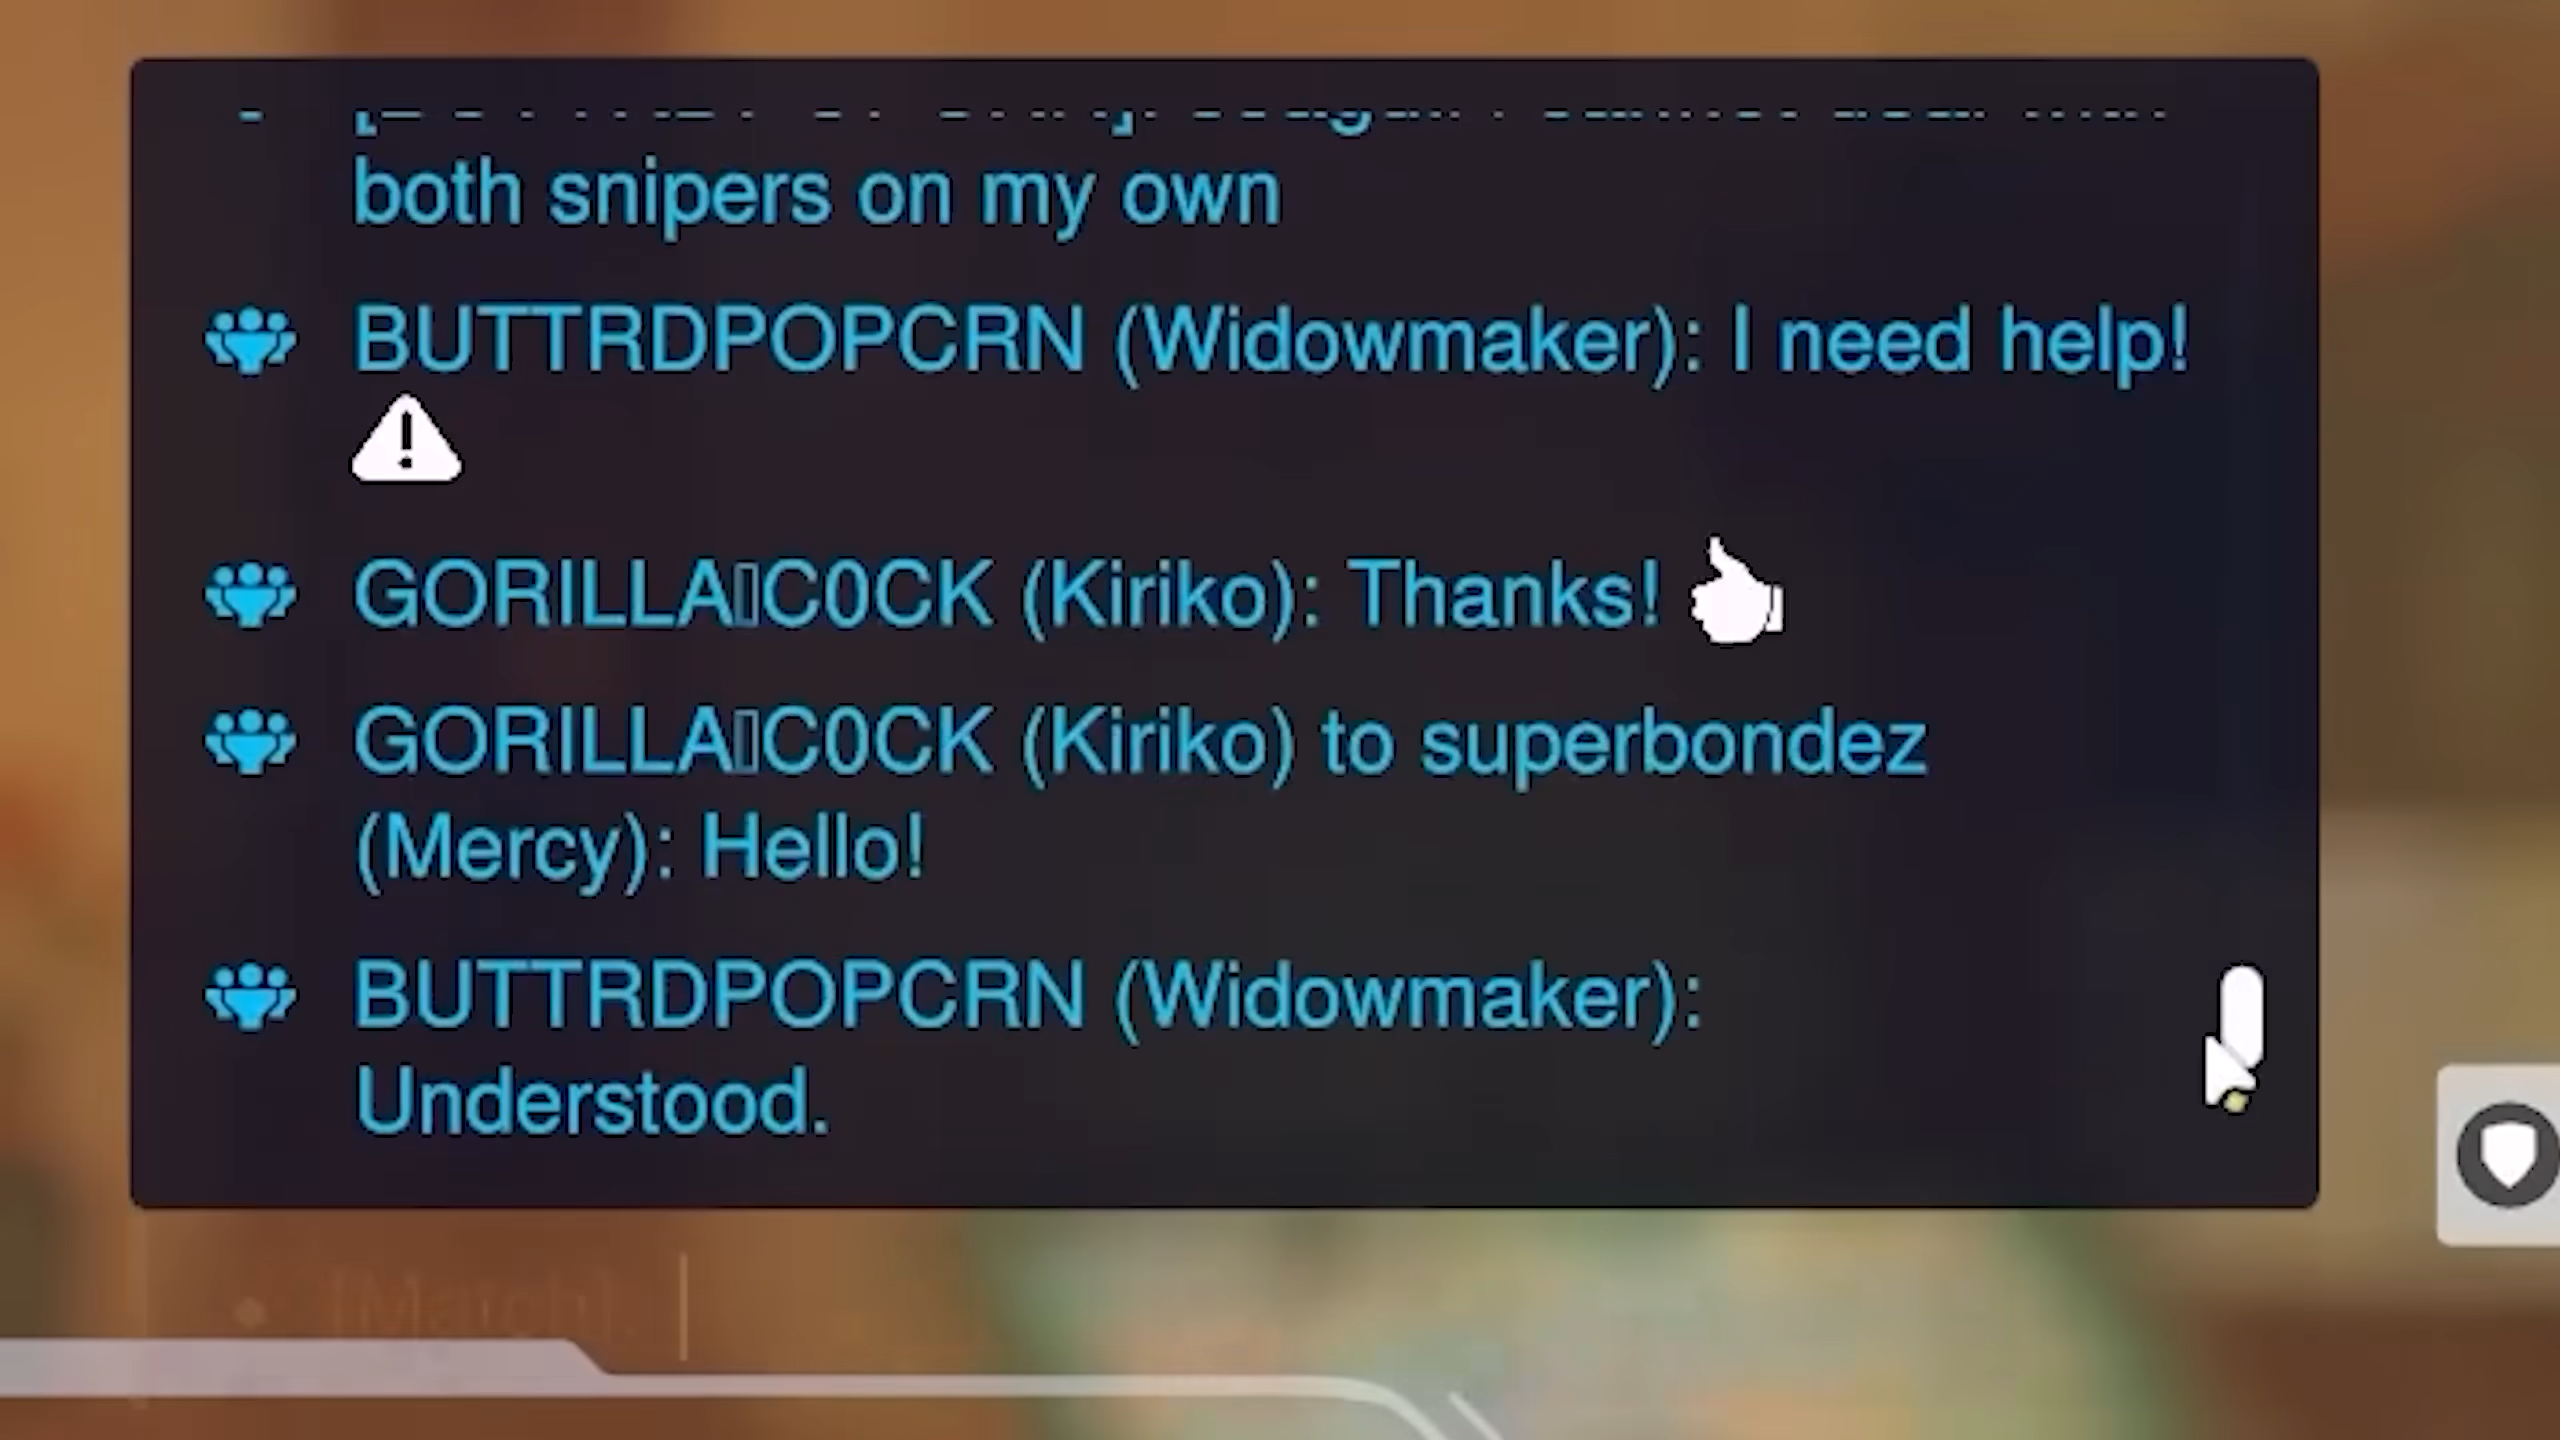 both snipers on my own
BUTTRDPOPCRN (Widowmaker): I need help!
GORILLA▯C0CK (Kiriko): Thanks!
GORILLA▯C0CK (Kiriko) to superbondez
(Mercy): Hello!
BUTTRDPOPCRN (Widowmaker):
Understood.
[Match]: